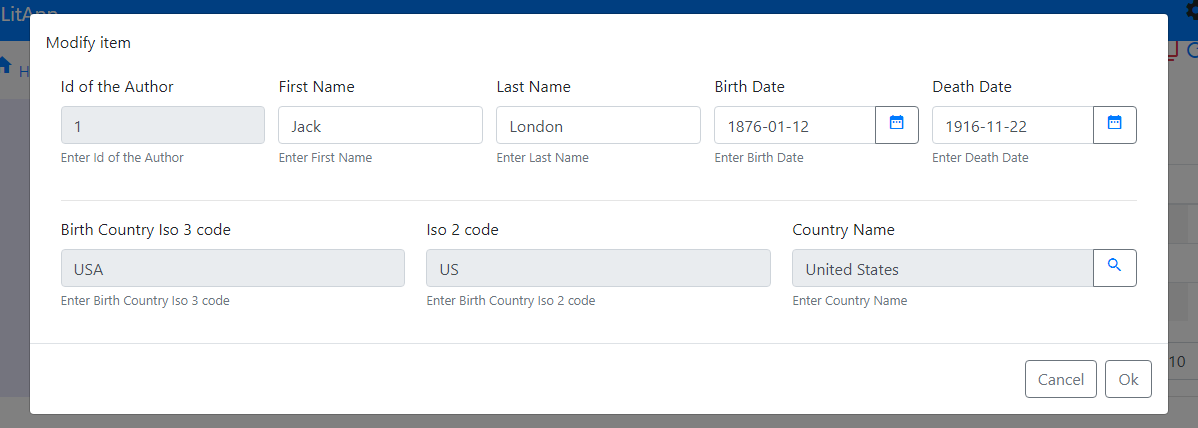 LitApp
Modify item
Id of the Author First Name Last Name Birth Date Death Date
1 Jack London 1876-01-12 1916-11-22
Enter Id of the Author Enter First Name Enter Last Name Enter Birth Date Enter Death Date
Birth Country Iso 3 code Iso 2 code Country Name
USA US United States
Enter Birth Country Iso 3 code Enter Birth Country Iso 2 code Enter Country Name
10
Cancel Ok